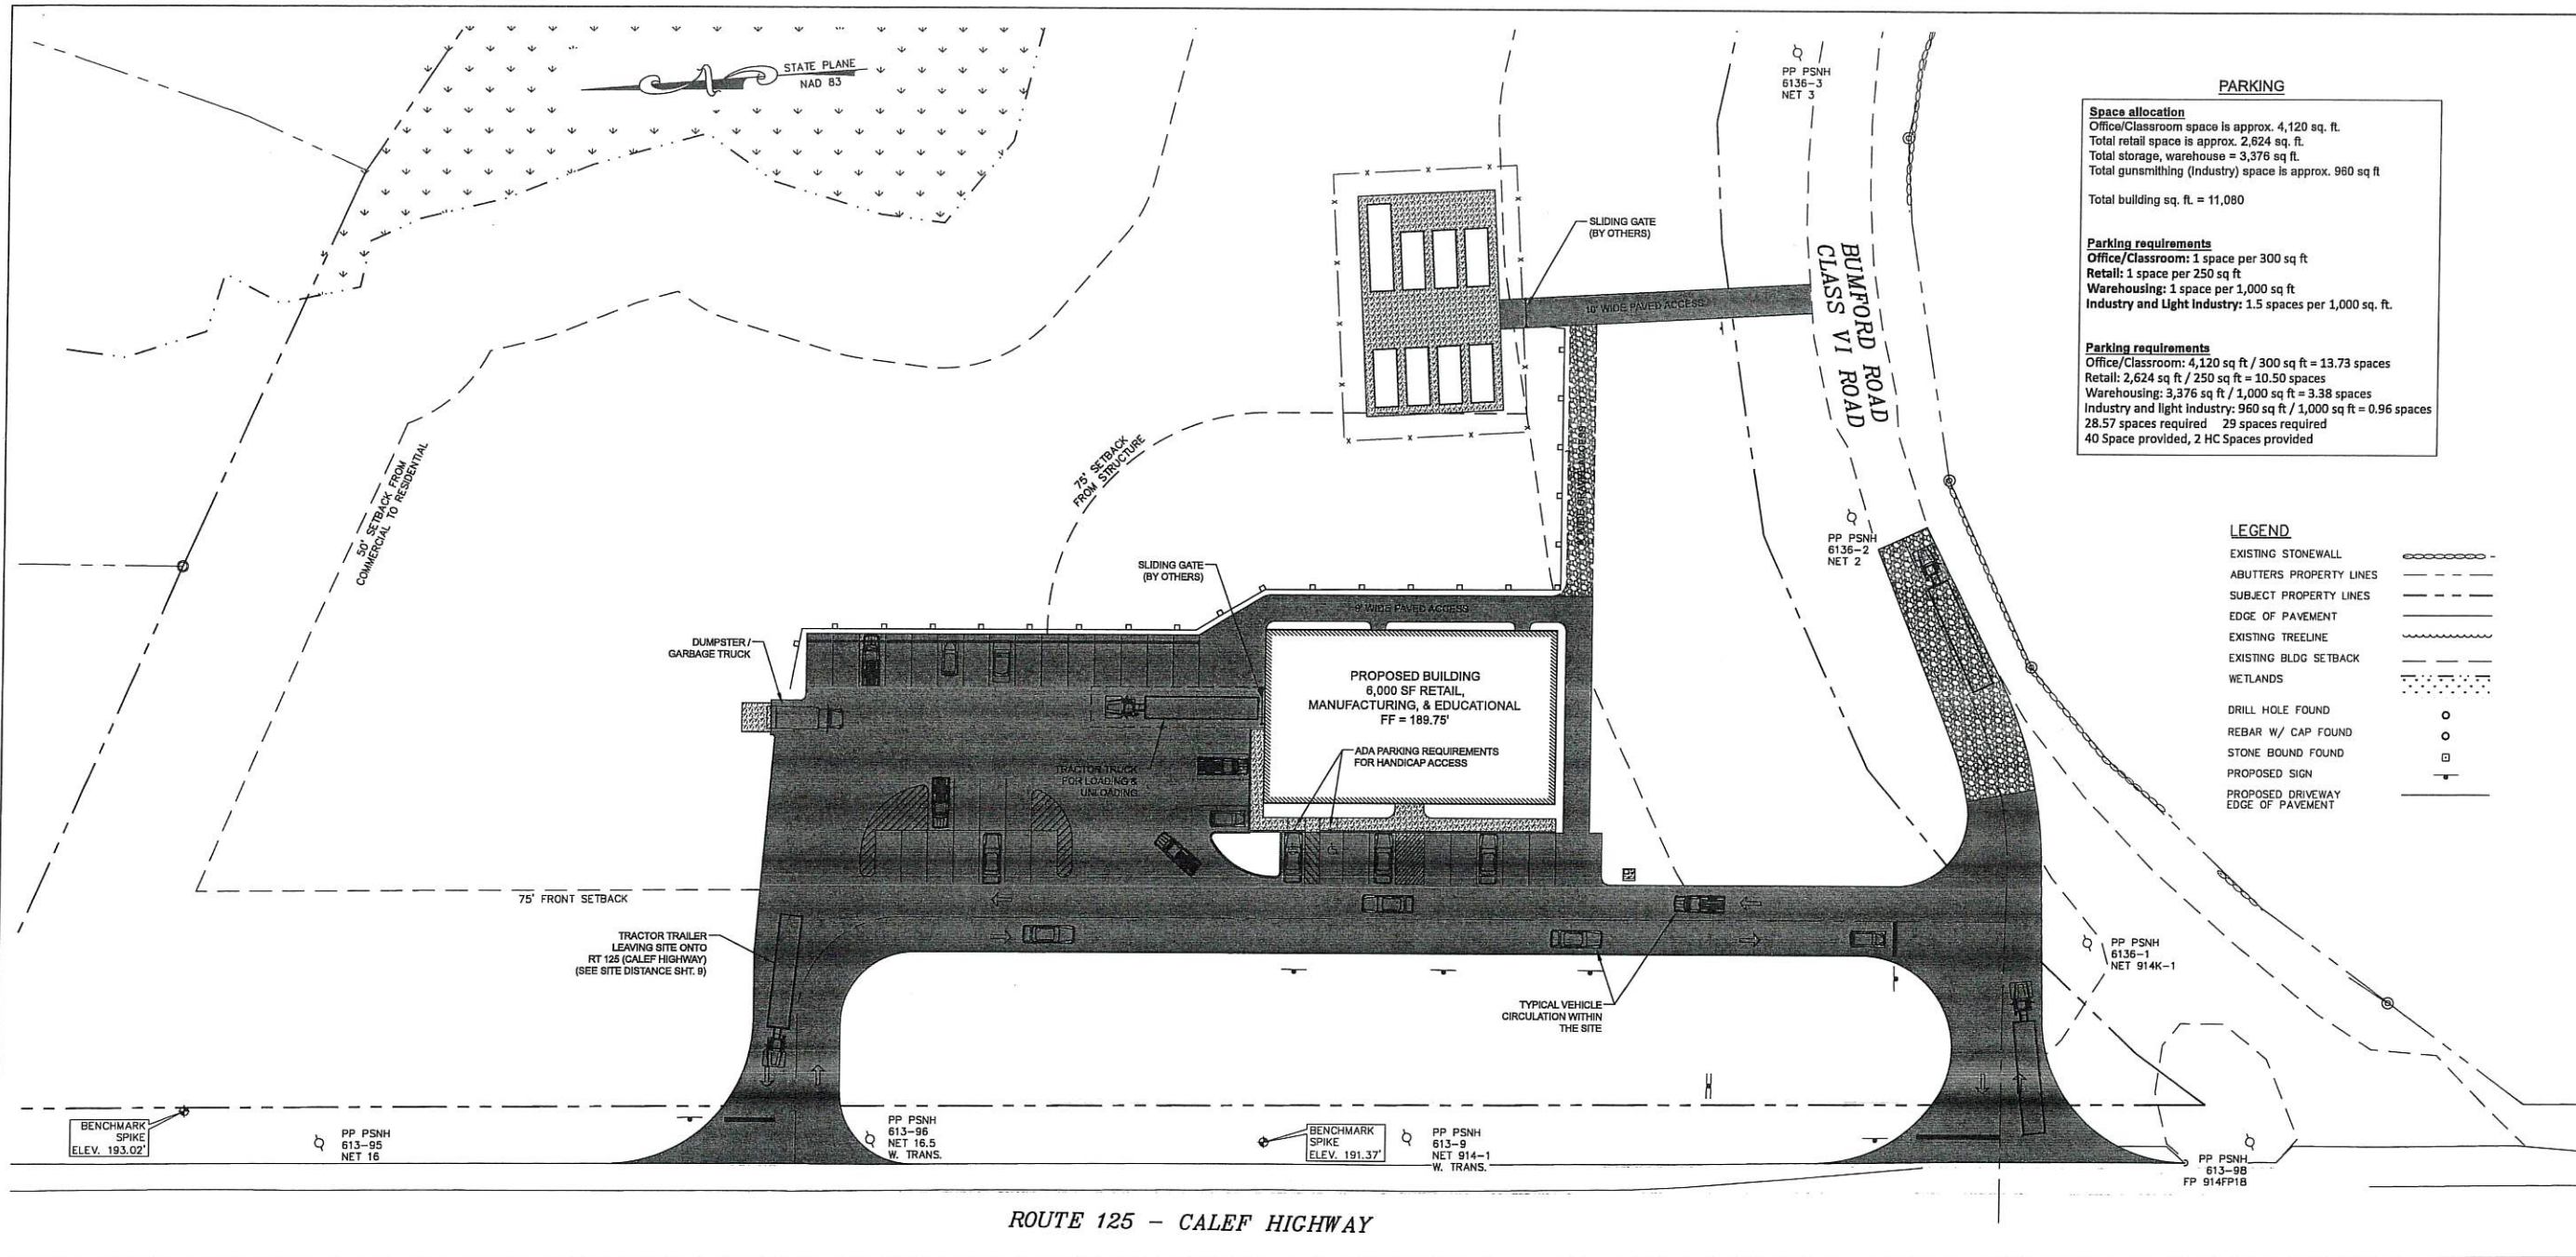 STATE PLANE
NAD 83
PP PSNH
6136-3
NET 3
PARKING
Space allocation
Office/Classroom space is approx. 4,120 sq. ft.
Total retail space is approx. 2,624 sq. ft.
Total storage, warehouse = 3,376 sq ft.
Total gunsmithing (industry) space is approx. 960 sq ft
Total building sq. ft. = 11,080
Parking requirements
Office/Classroom: 1 space per 300 sq ft
Retail: 1 space per 250 sq ft
Warehousing: 1 space per 1,000 sq ft
Industry and Light Industry: 1.5 spaces per 1,000 sq. ft.
Parking requirements
Office/Classroom: 4,120 sq ft / 300 sq ft = 13.73 spaces
Retail: 2,624 sq ft / 250 sq ft = 10.50 spaces
Warehousing: 3,376 sq ft / 1,000 sq ft = 3.38 spaces
Industry and light industry: 960 sq ft / 1,000 sq ft = 0.96 spaces
28.57 spaces required 29 spaces required
40 Space provided, 2 HC Spaces provided
SLIDING GATE
(BY OTHERS)
BUMFORD ROAD
CLASS VI ROAD
10' WIDE PAVED ACCESS
75' SETBACK
FROM STRUCTURE
50' SETBACK FROM
COMMERCIAL TO RESIDENTIAL
PP PSNH
6136-2
NET 2
LEGEND
EXISTING STONEWALL
ABUTTERS PROPERTY LINES
SUBJECT PROPERTY LINES
EDGE OF PAVEMENT
EXISTING TREELINE
EXISTING BLDG SETBACK
WETLANDS
DRILL HOLE FOUND
REBAR W/ CAP FOUND
STONE BOUND FOUND
PROPOSED SIGN
PROPOSED DRIVEWAY
EDGE OF PAVEMENT
SLIDING GATE
(BY OTHERS)
WIDE PAVED ACCESS
DUMPSTER /
GARBAGE TRUCK
PROPOSED BUILDING
6,000 SF RETAIL,
MANUFACTURING, & EDUCATIONAL
FF = 189.75'
ADA PARKING REQUIREMENTS
FOR HANDICAP ACCESS
TRACTOR TRUCK
FOR LOADING &
UNLOADING
75' FRONT SETBACK
TRACTOR TRAILER
LEAVING SITE ONTO
RT 125 (CALEF HIGHWAY)
(SEE SITE DISTANCE SHT. 9)
PP PSNH
6136-1
NET 914K-1
TYPICAL VEHICLE
CIRCULATION WITHIN
THE SITE
BENCHMARK
SPIKE
ELEV. 193.02'
PP PSNH
613-95
NET 16
PP PSNH
613-96
NET 16.5
W. TRANS.
BENCHMARK
SPIKE
ELEV. 191.37'
PP PSNH
613-9
NET 914-1
W. TRANS.
PP PSNH
613-98
FP 914FP18
ROUTE 125 - CALEF HIGHWAY